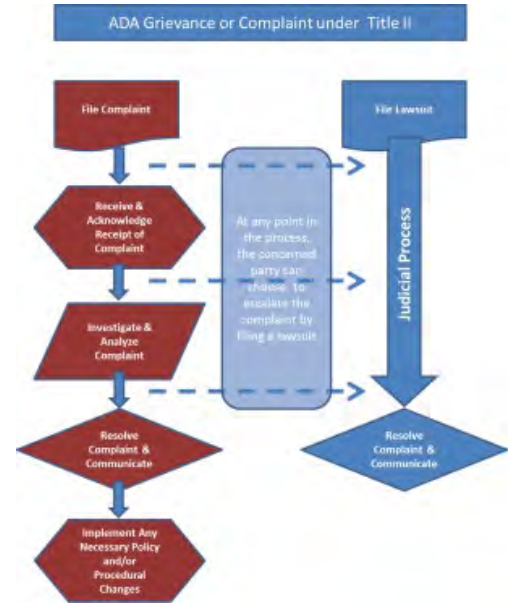 ADA Grievance or Complaint under Title II
File Complaint
File Lawsuit
Receive &
Acknowledge
Receipt of
Complaint
At any point in
the process,
the concerned
party can
choose to
escalate the
complaint by
filing a lawsuit
Judicial Process
Investigate &
Analyze
Complaint
Resolve
Complaint &
Communicate
Resolve
Complaint &
Communicate
Implement Any
Necessary Policy
and/or
Procedural
Changes